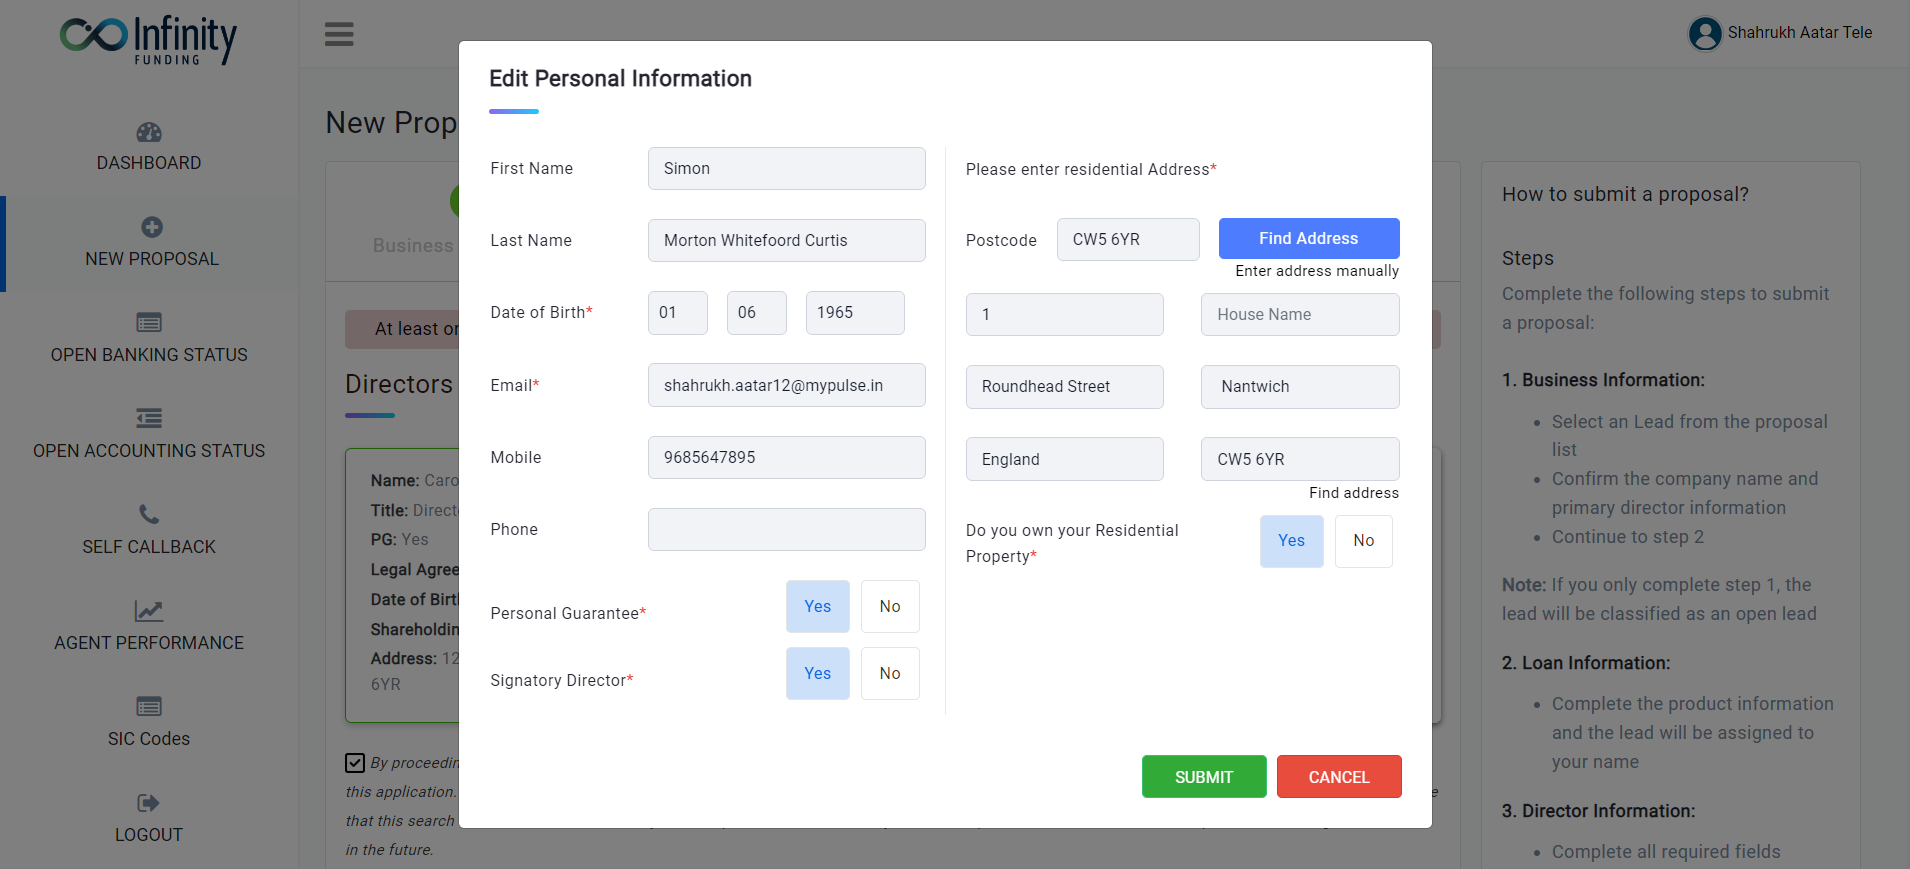 Infinity
FUNDING
Shahrukh Aatar Tele
DASHBOARD
NEW PROPOSAL
OPEN BANKING STATUS
OPEN ACCOUNTING STATUS
SELF CALLBACK
AGENT PERFORMANCE
SIC Codes
LOGOUT
New Prop
Business
At least
Directors
Name: Caro
Title: Direct
PG: Yes
Legal Agree
Date of Birt
Shareholdin
Address: 12
6YR
By proceedin
this application.
that this search
in the future.
Edit Personal Information
First Name
Simon
Last Name
Morton Whitefoord Curtis
Date of Birth*
01
06
1965
Email*
shahrukh.aatar12@mypulse.in
Mobile
9685647895
Phone
Personal Guarantee*
Yes
No
Signatory Director*
Yes
No
Please enter residential Address*
Postcode
CW5 6YR
Find Address
Enter address manually
1
House Name
Roundhead Street
Nantwich
England
CW5 6YR
Find address
Do you own your Residential
Property*
Yes
No
SUBMIT
CANCEL
How to submit a proposal?
Steps
Complete the following steps to submit
a proposal:
1. Business Information:
• Select an Lead from the proposal
list
• Confirm the company name and
primary director information
• Continue to step 2
Note: If you only complete step 1, the
lead will be classified as an open lead
2. Loan Information:
• Complete the product information
and the lead will be assigned to
your name
3. Director Information:
• Complete all required fields